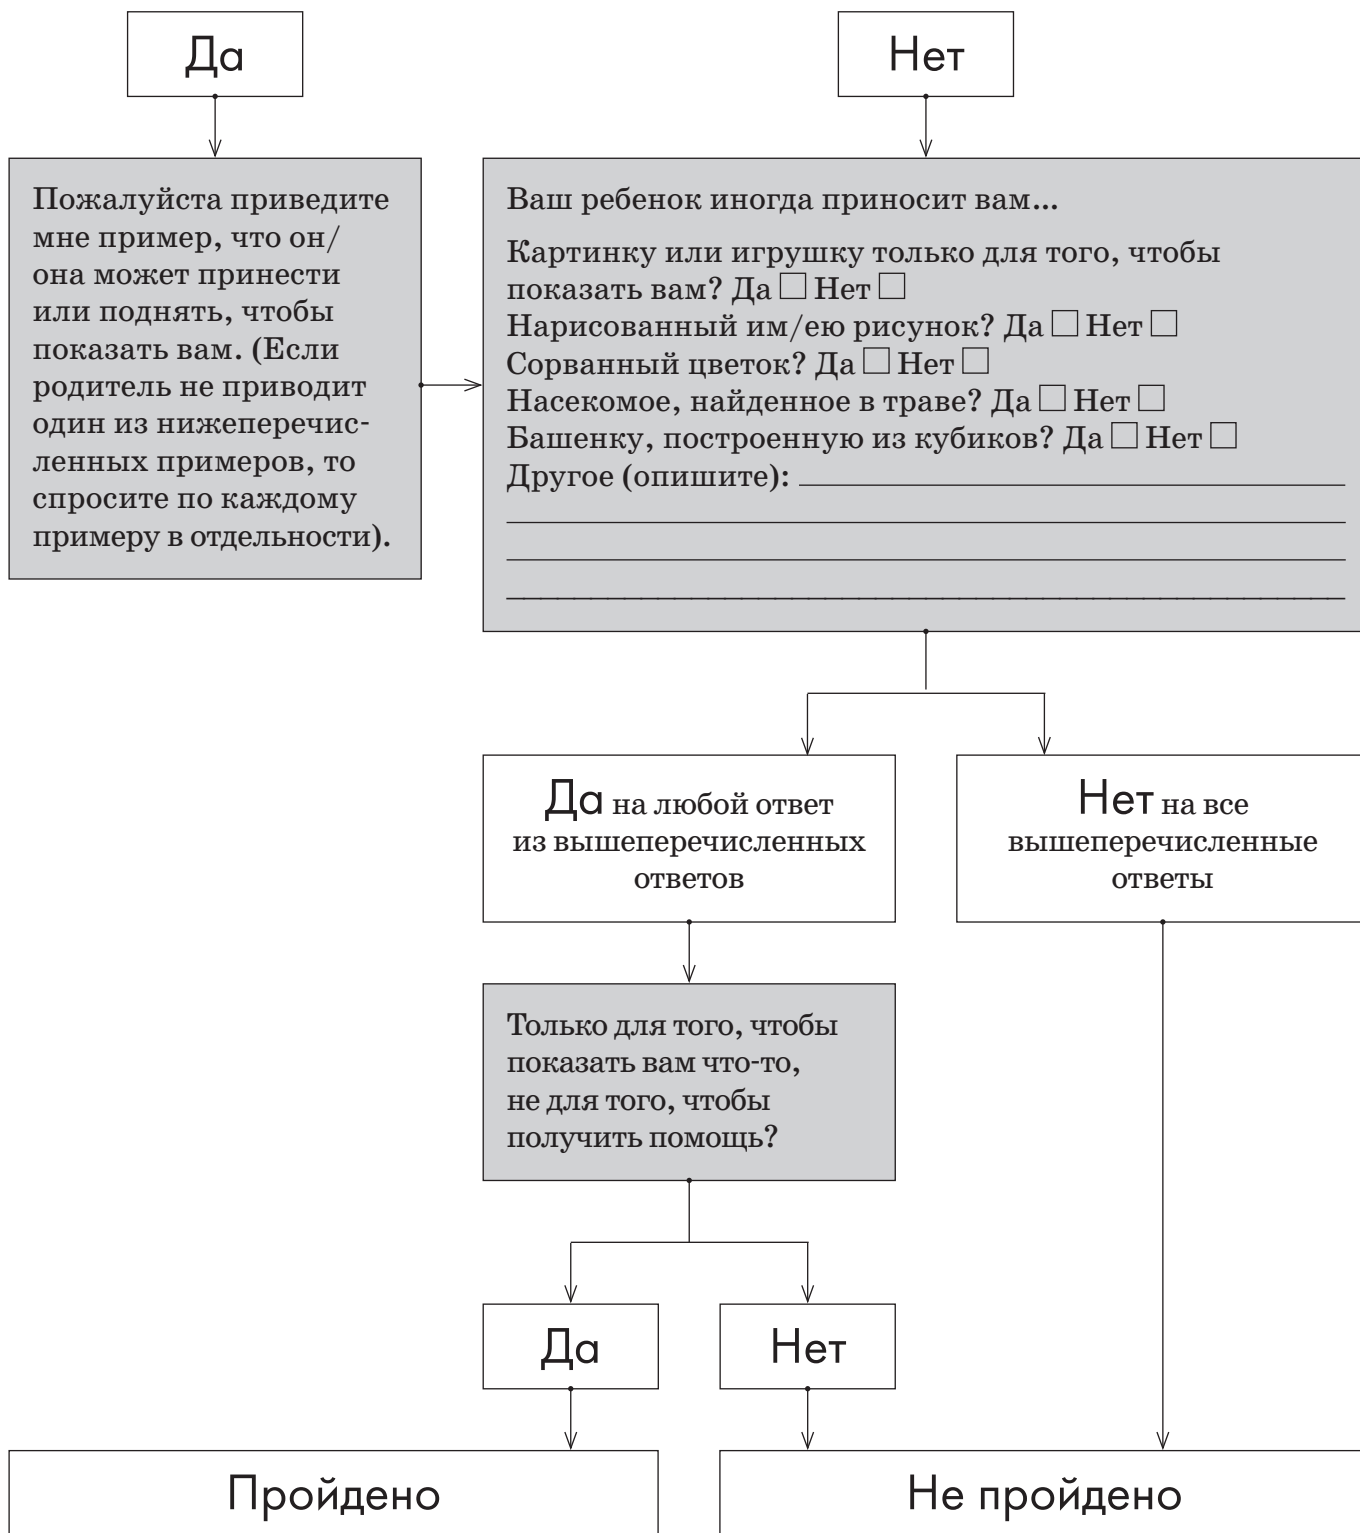 Да
Нет
Пожалуйста приведите
мне пример, что он/
она может принести
или поднять, чтобы
показать вам. (Если
родитель не приводит
один из нижеперечис-
ленных примеров, то
спросите по каждому
примеру в отдельности).
Ваш ребенок иногда приносит вам...
Картинку или игрушку только для того, чтобы
показать вам? Да □ Нет □
Нарисованный им/ею рисунок? Да □ Нет □
Сорванный цветок? Да □ Нет □
Насекомое, найденное в траве? Да □ Нет □
Башенку, построенную из кубиков? Да □ Нет □
Другое (опишите):
Да на любой ответ
из вышеперечисленных
ответов
Нет на все
вышеперечисленные
ответы
Только для того, чтобы
показать вам что-то,
не для того, чтобы
получить помощь?
Да
Нет
Пройдено
Не пройдено